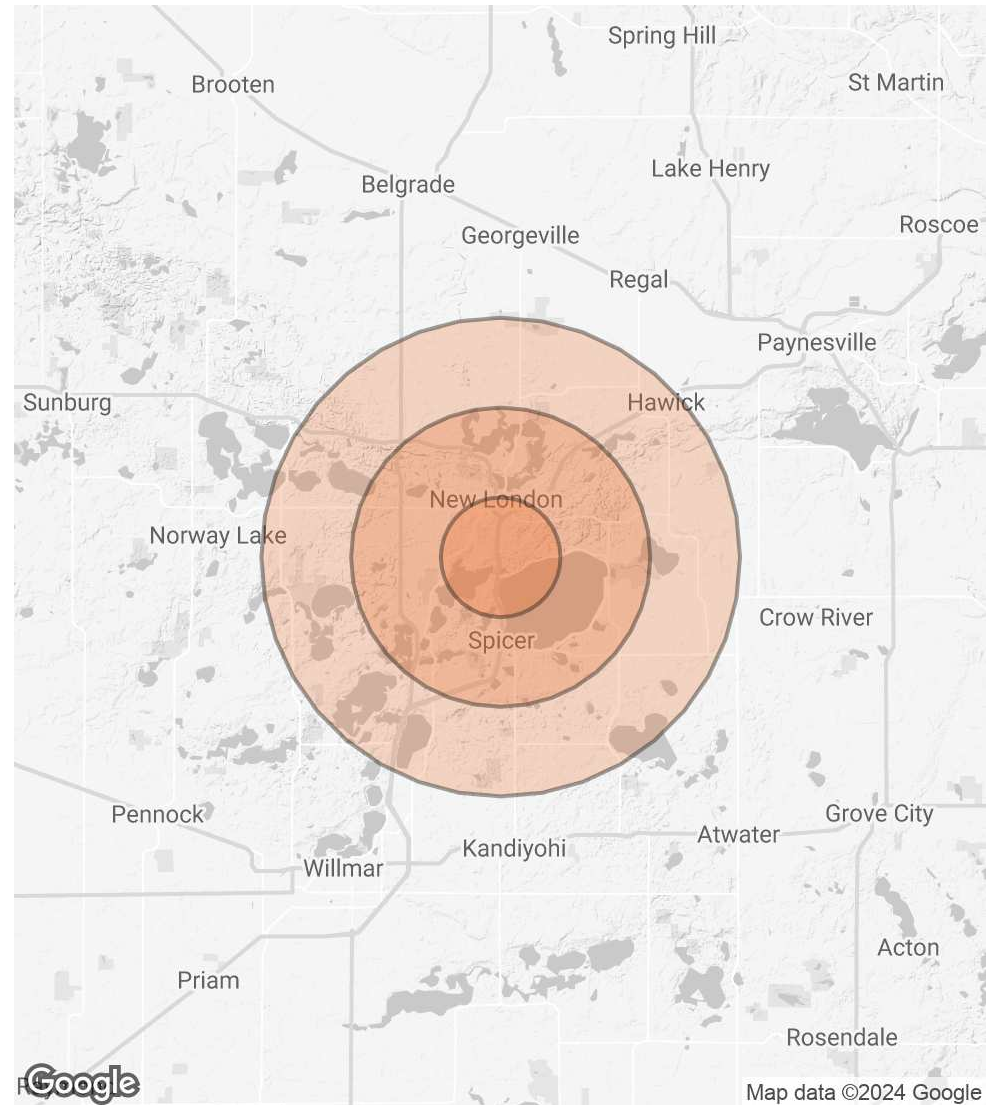 Spring Hill
Brooten
St Martin
Lake Henry
Belgrade
Roscoe
Georgeville
Regal
Paynesville
Sunburg
Hawick
New London
Norway Lake
Crow River
Spicer
Pennock
Grove City
Atwater
Kandiyohi
Willmar
Acton
Priam
Rosendale
Google
Map data ©2024 Google